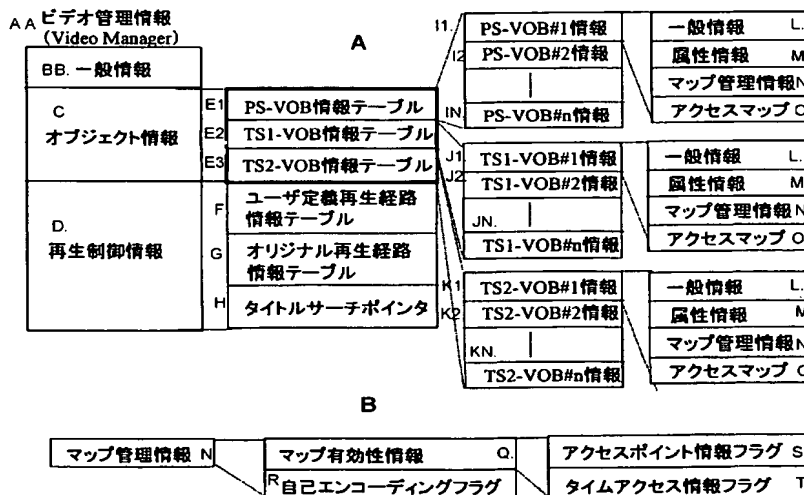 AA ビデオ管理情報
(Video Manager)
BB. 一般情報
C
オブジェクト情報
D.
再生制御情報
A
E1 PS-VOB情報テーブル
E2 TS1-VOB情報テーブル
E3 TS2-VOB情報テーブル
F ユーザ定義再生経路
情報テーブル
G オリジナル再生経路
情報テーブル
H タイトルサーチポインタ
I1. PS-VOB#1情報
I2 PS-VOB#2情報
IN. PS-VOB#n情報
一般情報 L.
属性情報 M
マップ管理情報 N
アクセスマップ O
J1 TS1-VOB#1情報
J2 TS1-VOB#2情報
JN.
TS1-VOB#n情報
一般情報 L.
属性情報 M
マップ管理情報 N
アクセスマップ O
K1 TS2-VOB#1情報
K2 TS2-VOB#2情報
KN.
TS2-VOB#n情報
一般情報 L.
属性情報 M
マップ管理情報 N
アクセスマップ O
B
マップ管理情報 N
マップ有効性情報 Q.
R 自己エンコーディングフラグ
アクセスポイント情報フラグ S
タイムアクセス情報フラグ T